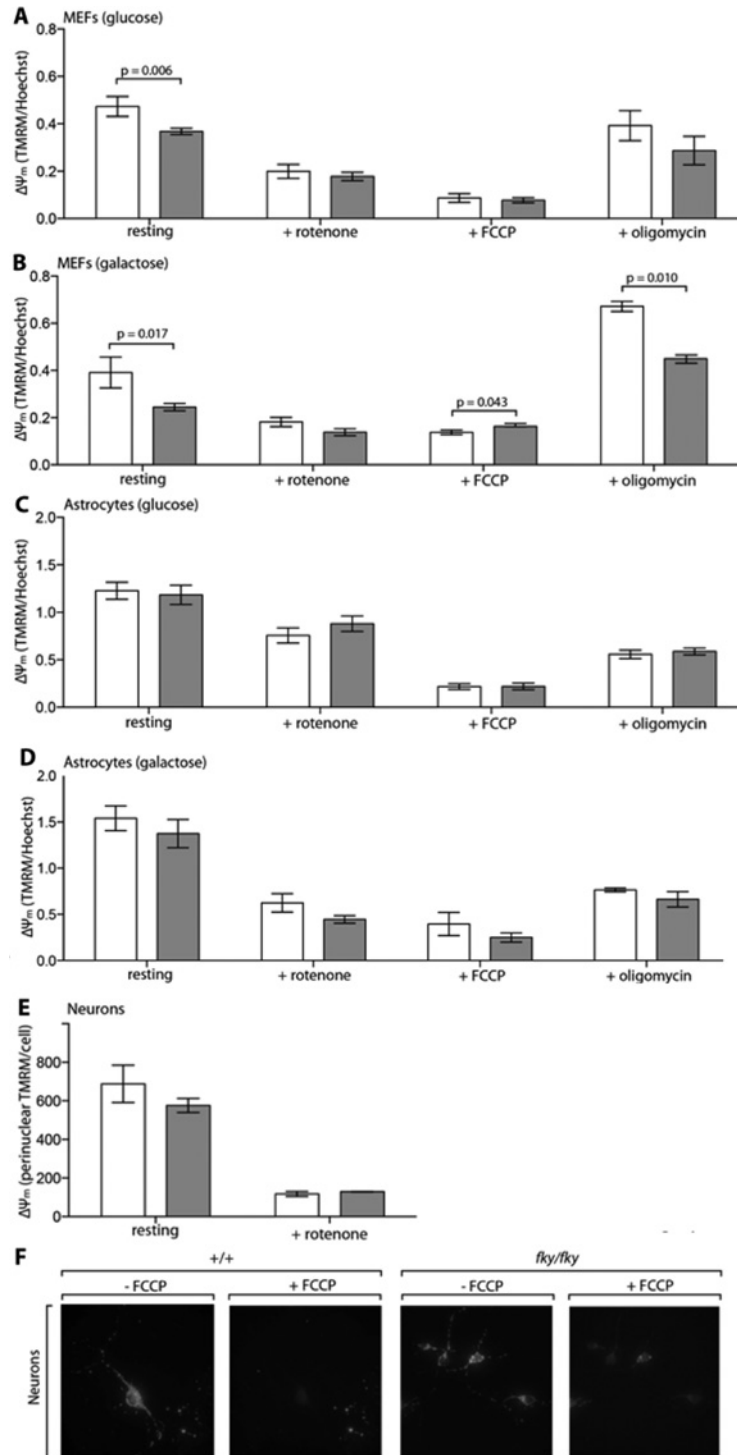 A MEFs (glucose)
ΔΨm (TMRM/Hoechst)
0.8
0.6
0.4
0.2
0.0
p = 0.006
resting + rotenone + FCCP + oligomycin
B MEFs (galactose)
ΔΨm (TMRM/Hoechst)
0.8
0.6
0.4
0.2
0.0
p = 0.017
p = 0.043
p = 0.010
resting + rotenone + FCCP + oligomycin
C Astrocytes (glucose)
ΔΨm (TMRM/Hoechst)
2.0
1.5
1.0
0.5
0.0
resting + rotenone + FCCP + oligomycin
D Astrocytes (galactose)
ΔΨm (TMRM/Hoechst)
2.0
1.5
1.0
0.5
0.0
resting + rotenone + FCCP + oligomycin
E Neurons
ΔΨm (perinuclear TMRM/cell)
800
600
400
200
0
resting + rotenone
F +/+ fky/fky
- FCCP + FCCP - FCCP + FCCP
Neurons